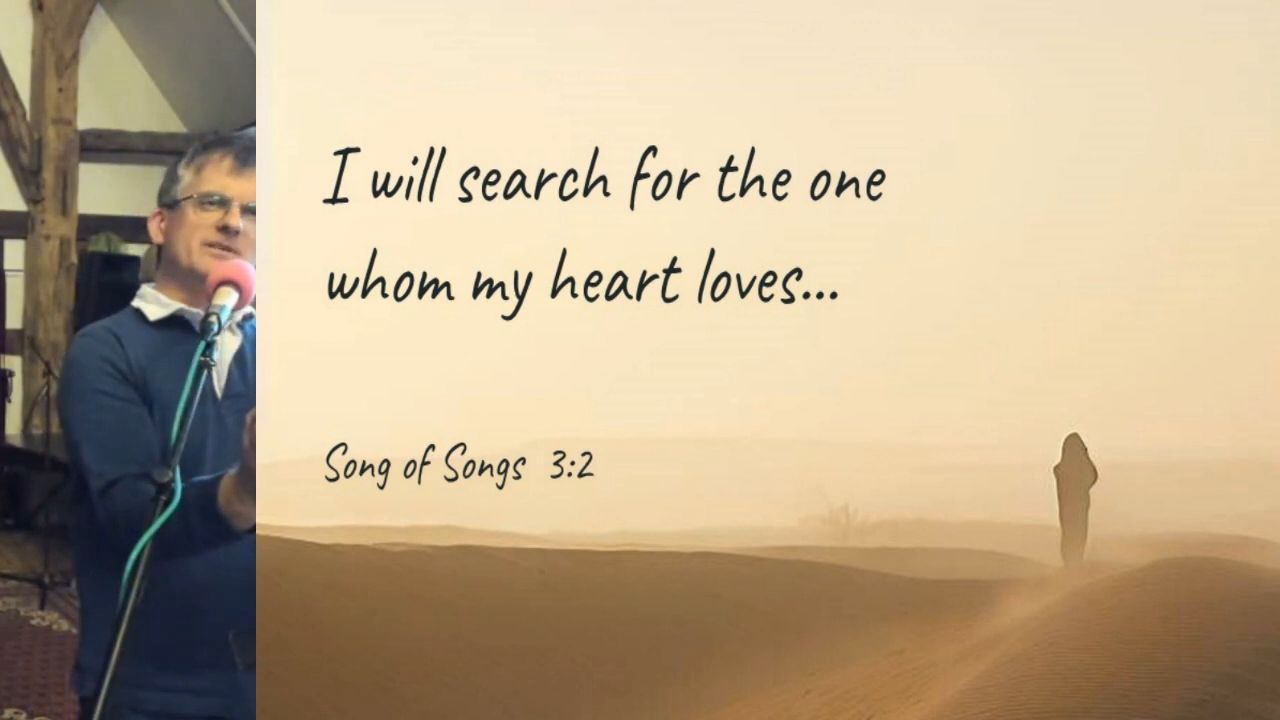 I will search for the one
whom my heart loves...
Song of Songs 3:2